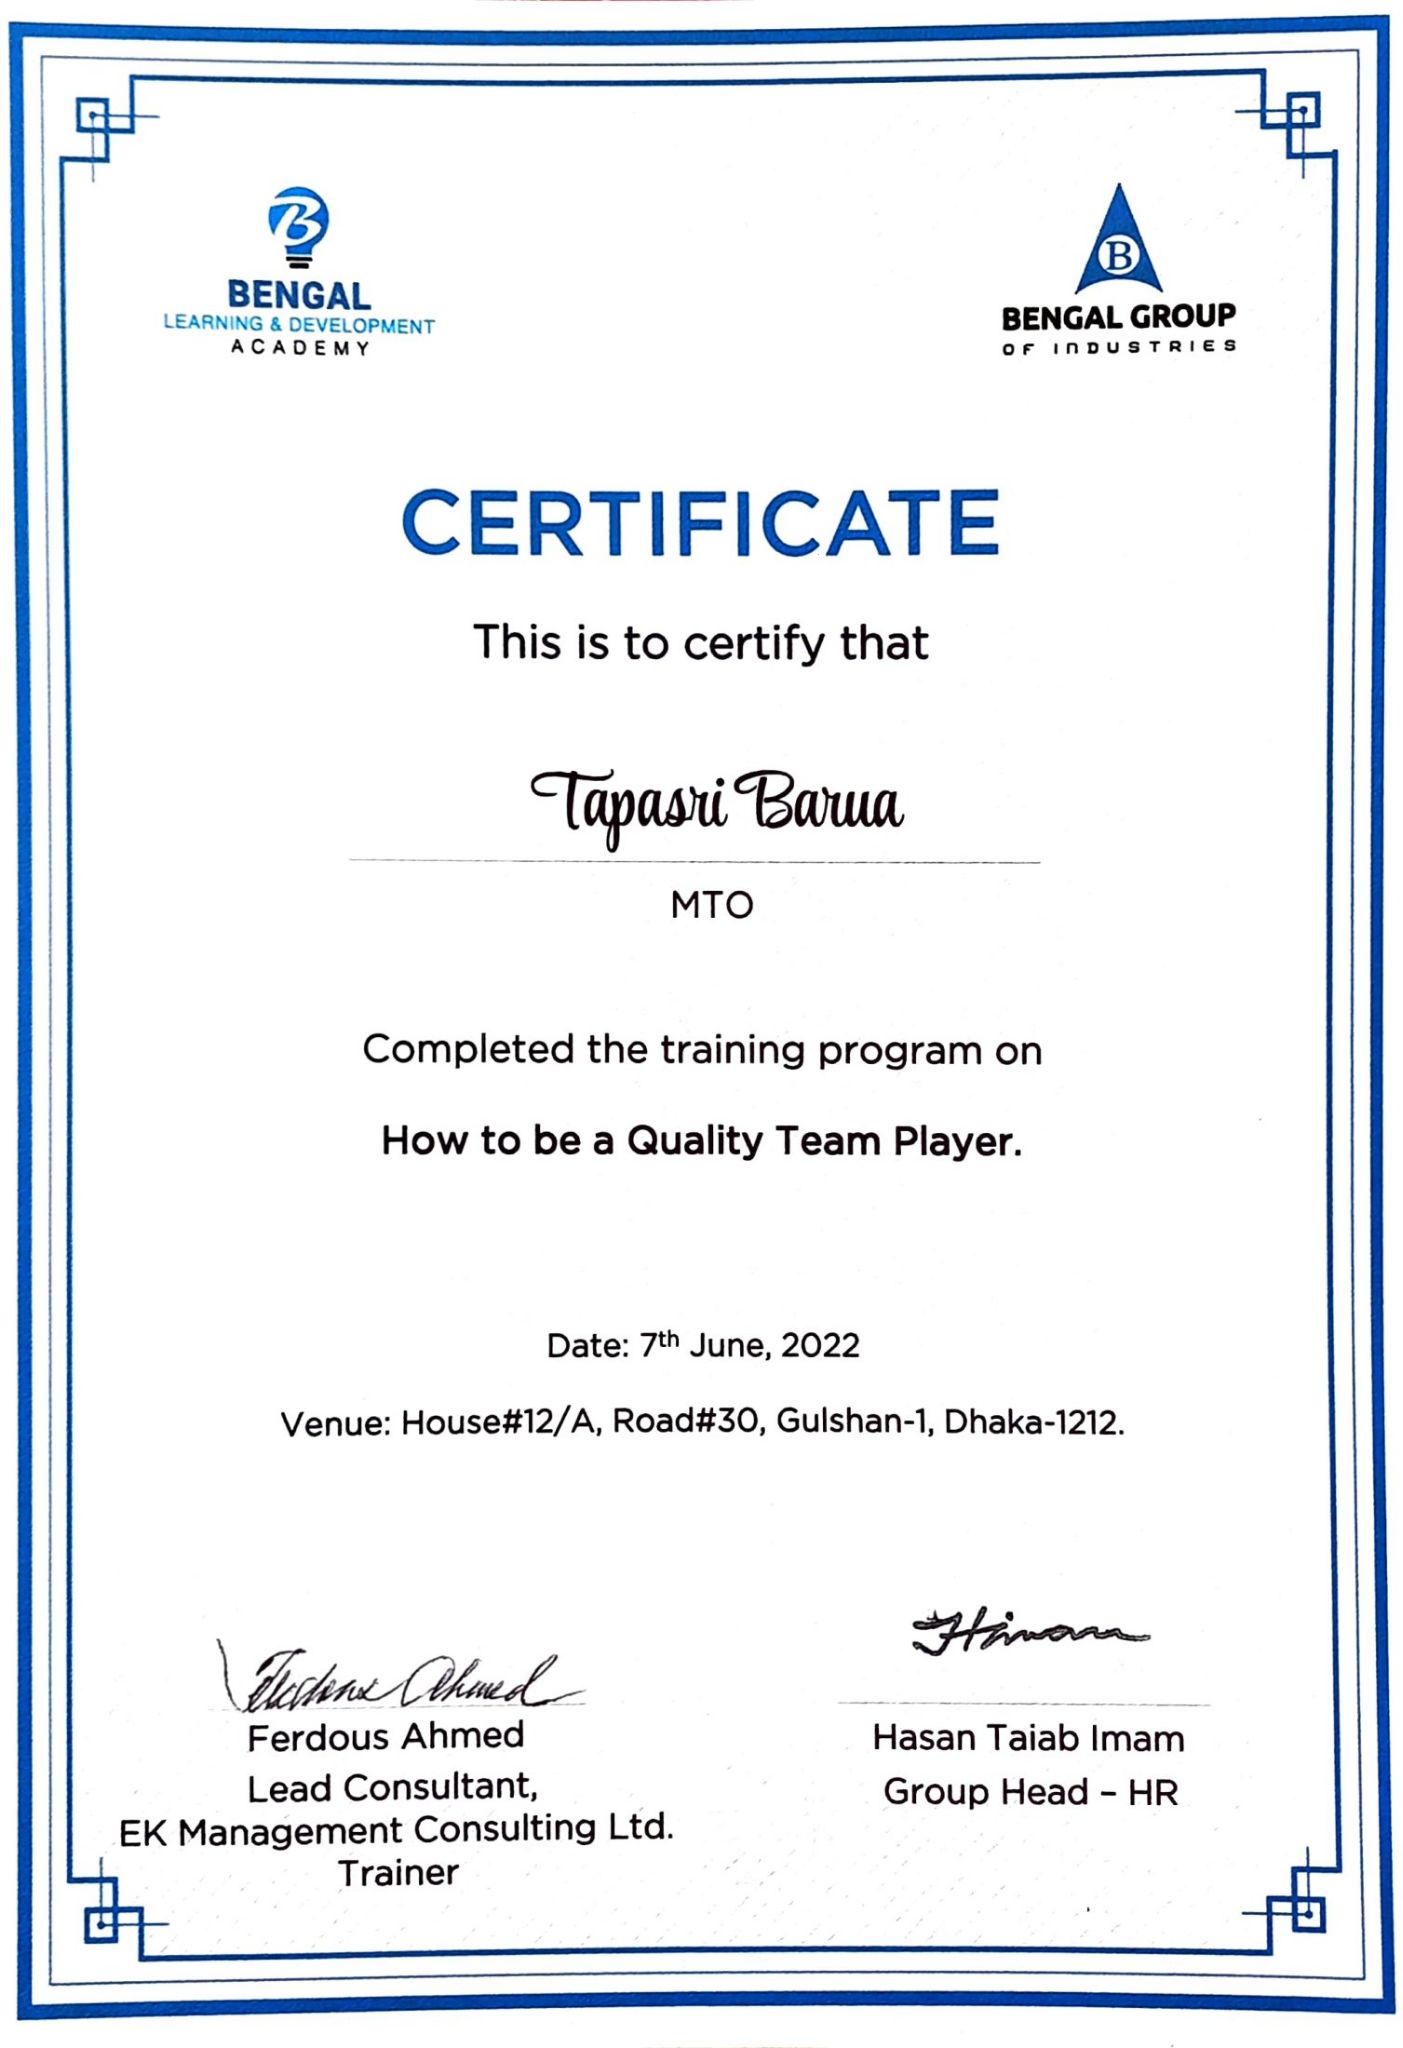 BENGAL
LEARNING & DEVELOPMENT
ACADEMY
B
BENGAL GROUP
OF INDUSTRIES
CERTIFICATE
This is to certify that
Tapasri Barua
MTO
Completed the training program on
How to be a Quality Team Player.
Date: 7th June, 2022
Venue: House#12/A, Road#30, Gulshan-1, Dhaka-1212.
Ferdous Ahmed
Himam
Ferdous Ahmed
Lead Consultant,
EK Management Consulting Ltd.
Trainer
Hasan Taiab Imam
Group Head – HR